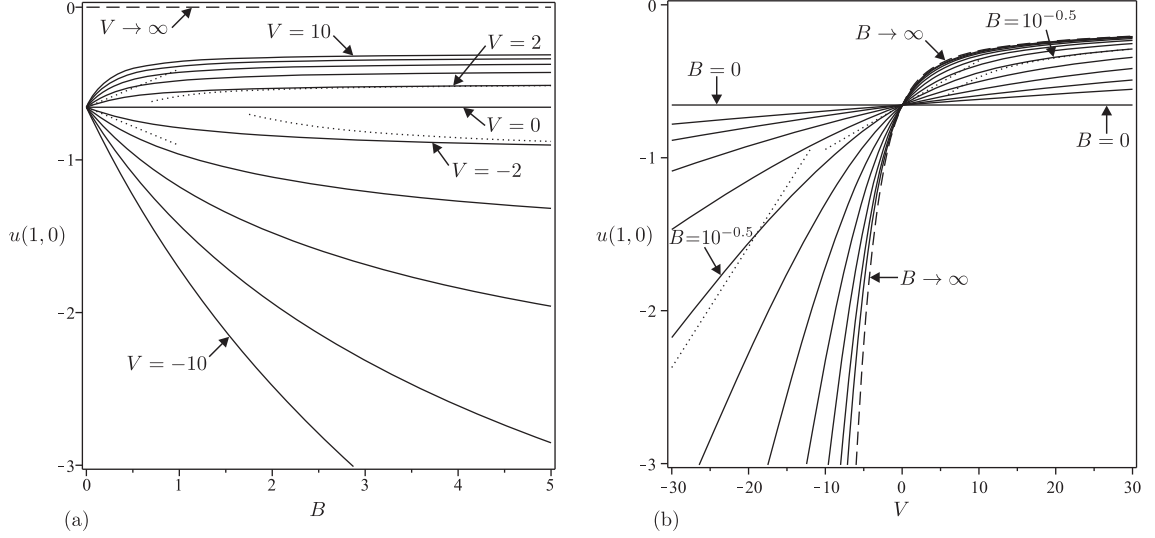 0
V → ∞
V = 10
V = 2
V = 0
-1
V = −2
u(1,0)
-2
V = −10
-3
0 1 2 3 4 5
B
(a)
0
B=10^{-0.5}
B → ∞
B = 0
B = 0
-1
u(1,0)
B=10^{-0.5}
B → ∞
-2
-3
-30 -20 -10 0 10 20 30
V
(b)